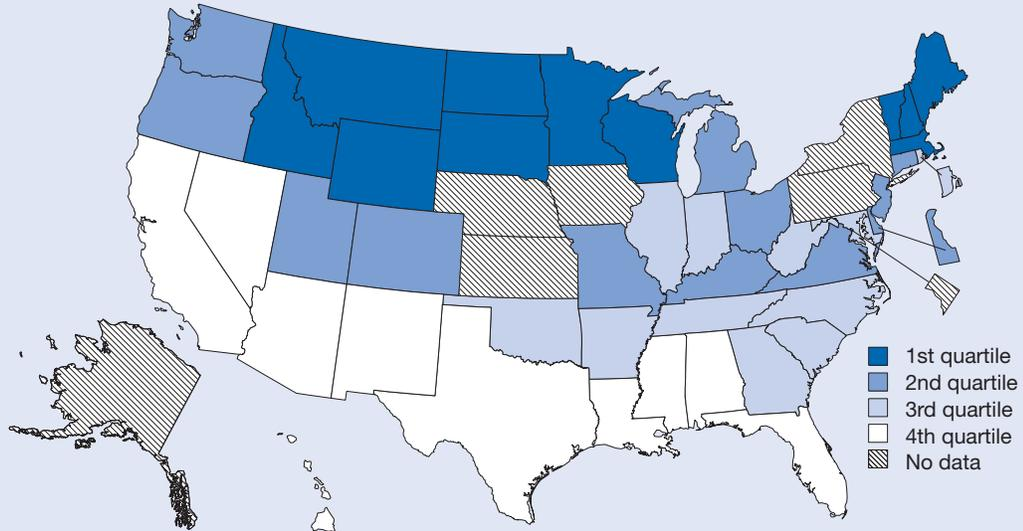 1st quartile
2nd quartile
3rd quartile
4th quartile
No data